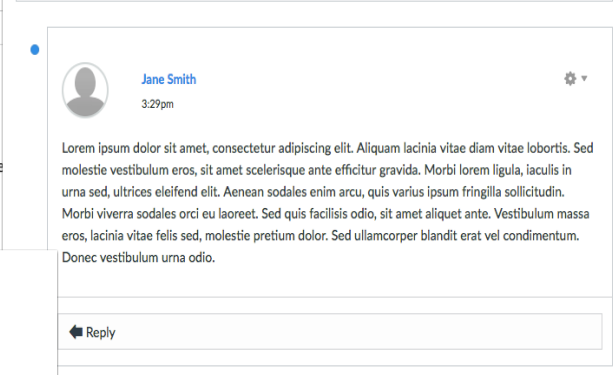 Jane Smith
3:29pm
Lorem ipsum dolor sit amet, consectetur adipiscing elit. Aliquam lacinia vitae diam vitae lobortis. Sed
molestie vestibulum eros, sit amet scelerisque ante efficitur gravida. Morbi lorem ligula, iaculis in
urna sed, ultrices eleifend elit. Aenean sodales enim arcu, quis varius ipsum fringilla sollicitudin.
Morbi viverra sodales orci eu laoreet. Sed quis facilisis odio, sit amet aliquet ante. Vestibulum massa
eros, lacinia vitae felis sed, molestie pretium dolor. Sed ullamcorper blandit erat vel condimentum.
Donec vestibulum urna odio.
Reply